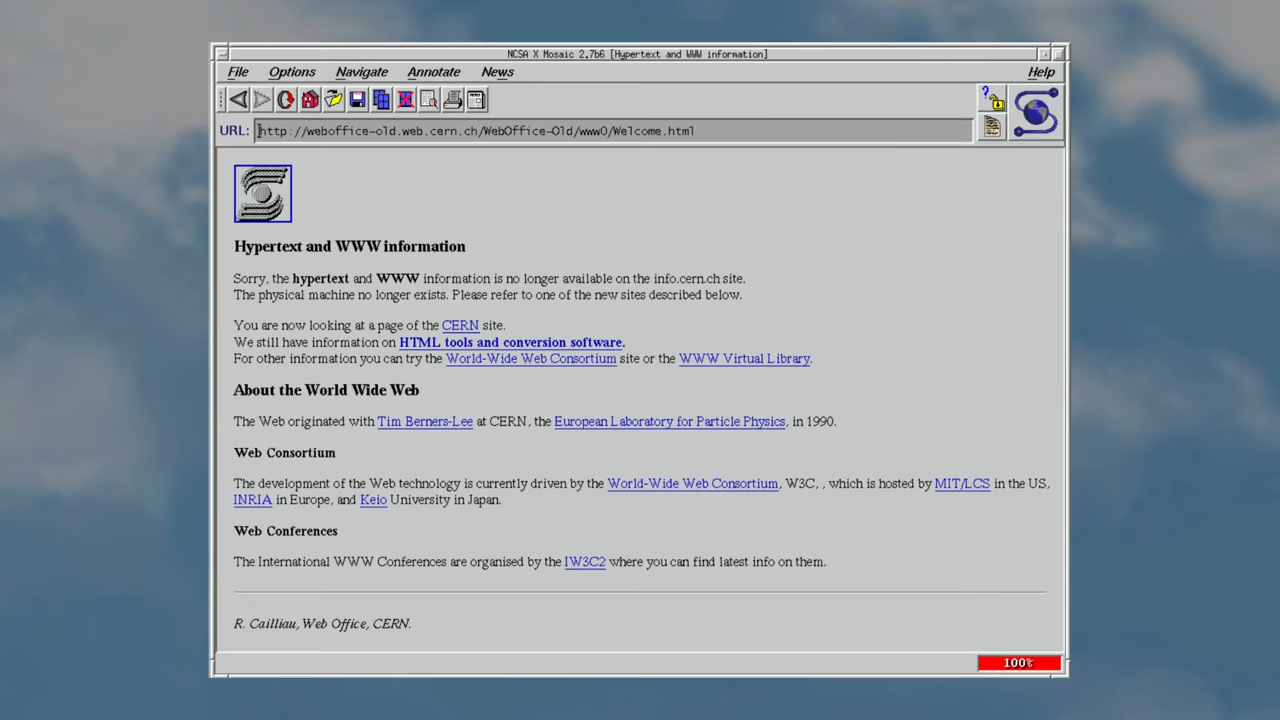 NCSA X Mosaic 2.7b6 [Hypertext and WWW information]
File Options Navigate Annotate News Help
URL: http://weboffice-old.web.cern.ch/WebOffice-Old/www0/Welcome.html
Hypertext and WWW information
Sorry, the hypertext and WWW information is no longer available on the info.cern.ch site.
The physical machine no longer exists. Please refer to one of the new sites described below.
You are now looking at a page of the CERN site.
We still have information on HTML tools and conversion software.
For other information you can try the World-Wide Web Consortium site or the WWW Virtual Library.
About the World Wide Web
The Web originated with Tim Berners-Lee at CERN, the European Laboratory for Particle Physics, in 1990.
Web Consortium
The development of the Web technology is currently driven by the World-Wide Web Consortium, W3C, , which is hosted by MIT/LCS in the US,
INRIA in Europe, and Keio University in Japan.
Web Conferences
The International WWW Conferences are organised by the IW3C2 where you can find latest info on them.
R. Cailliau, Web Office, CERN.
100%